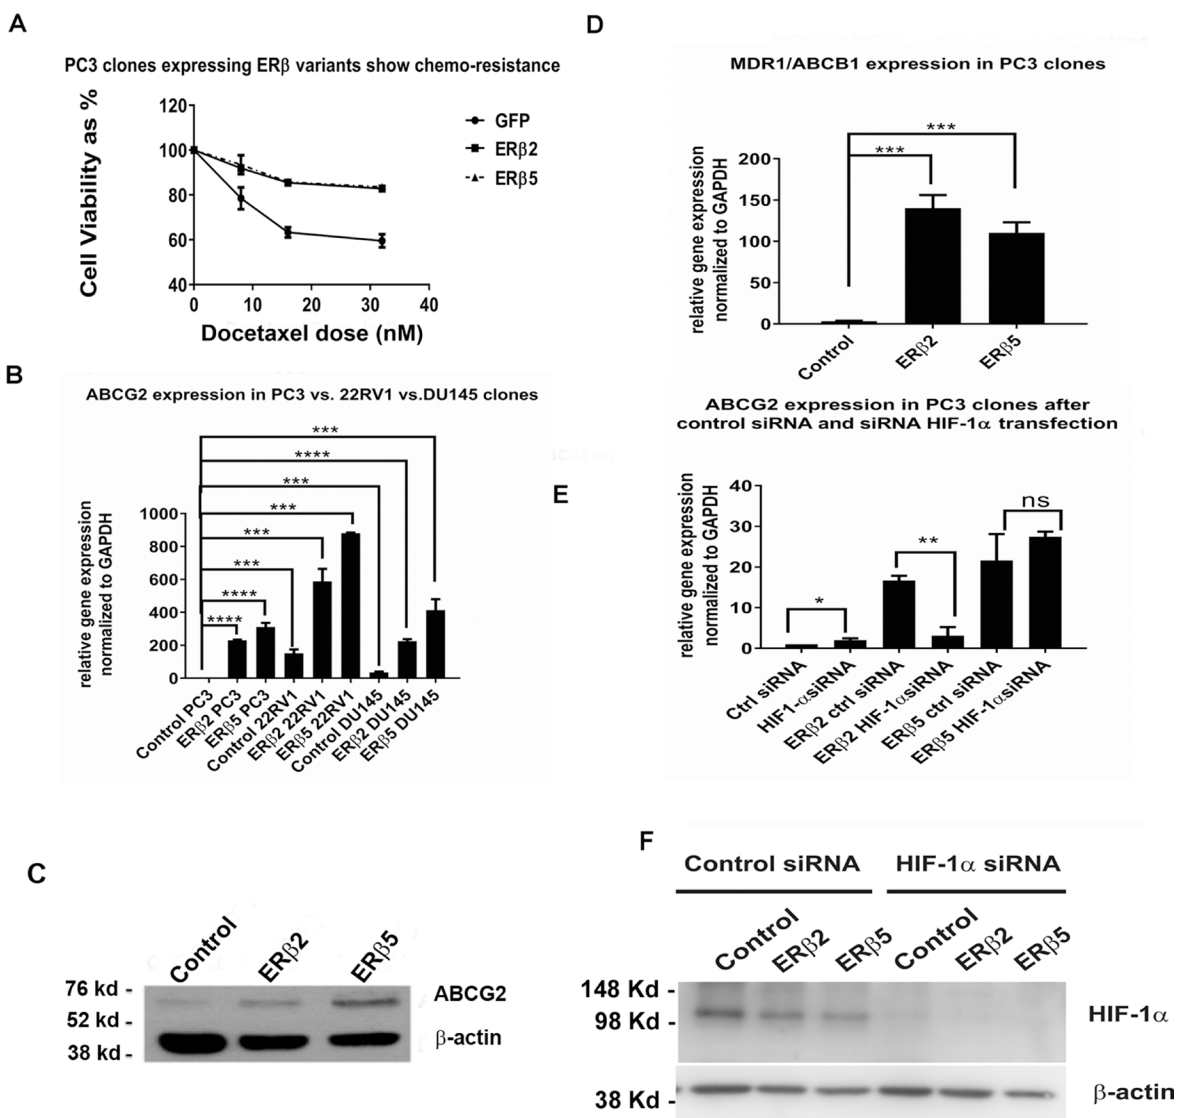 A
PC3 clones expressing ERβ variants show chemo-resistance
Cell Viability as %
120
100
80
60
40
0
10
20
30
40
Docetaxel dose (nM)
GFP
ERβ2
ERβ5
B
ABCG2 expression in PC3 vs. 22RV1 vs.DU145 clones
relative gene expression
normalized to GAPDH
1000
800
600
400
200
0
***
****
***
***
***
***
****
****
Control PC3
ERβ2 PC3
ERβ5 PC3
Control 22RV1
ERβ2 22RV1
ERβ5 22RV1
Control DU145
ERβ2 DU145
ERβ5 DU145
C
Control
ERβ2
ERβ5
76 kd -
52 kd -
38 kd -
ABCG2
β-actin
D
MDR1/ABCB1 expression in PC3 clones
relative gene expression
normalized to GAPDH
200
150
100
50
0
***
***
Control
ERβ2
ERβ5
E
ABCG2 expression in PC3 clones after
control siRNA and siRNA HIF-1α transfection
relative gene expression
normalized to GAPDH
40
30
20
10
0
*
**
ns
Ctrl siRNA
HIF1-αsiRNA
ERβ2 ctrl siRNA
ERβ2 HIF-1αsiRNA
ERβ5 ctrl siRNA
ERβ5 HIF-1αsiRNA
F
Control siRNA
HIF-1α siRNA
Control
ERβ2
ERβ5
Control
ERβ2
ERβ5
148 Kd -
98 Kd -
38 Kd -
HIF-1α
β-actin